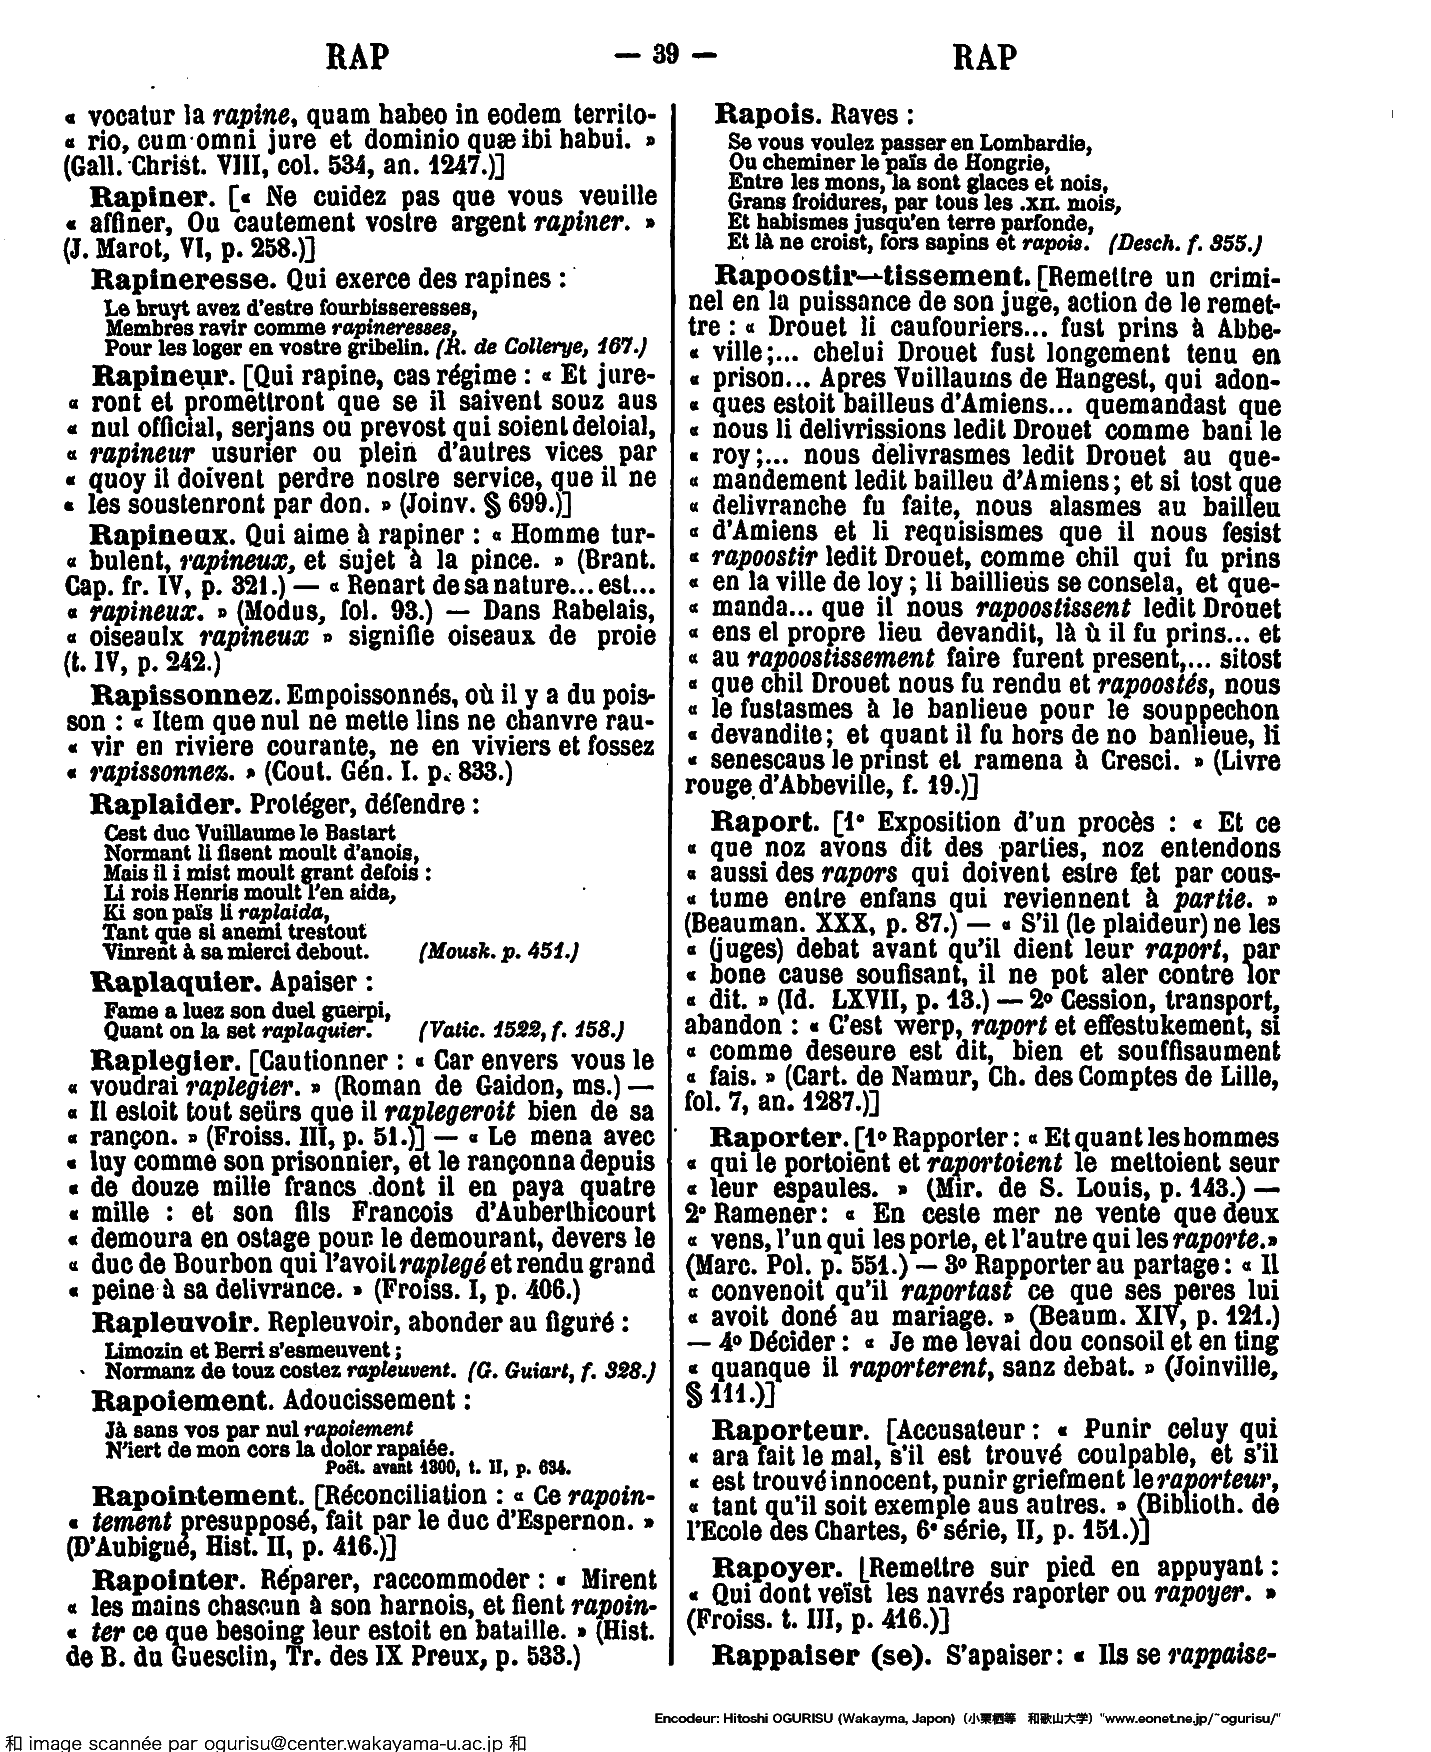 RAP — 39 — RAP
« vocatur la rapine, quam habeo in eodem territo-
« rio, cum omni jure et dominio quæ ibi habui. »
(Gall. Christ. VIII, col. 534, an. 1247.)]
Rapiner. [« Ne cuidez pas que vous veuille
« affiner, Ou cautement vostre argent rapiner. »
(J. Marot, VI, p. 258.)]
Rapineresse. Qui exerce des rapines :
Le bruyt avez d'estre fourbisseresses,
Membres ravir comme rapineresses,
Pour les loger en vostre gribelin. (R. de Collerye, 167.)
Rapineur. [Qui rapine, cas régime : « Et jure-
« ront et promettront que se il saivent souz aus
« nul official, serjans ou prevost qui soient deloial,
« rapineur usurier ou plein d'autres vices par
« quoy il doivent perdre nostre service, que il ne
« les soustenront par don. » (Joinv. § 699.)]
Rapineux. Qui aime à rapiner : « Homme tur-
« bulent, rapineux, et sujet à la pince. » (Brant.
Cap. fr. IV, p. 321.) — « Renart de sa nature... est...
« rapineux. » (Modus, fol. 93.) — Dans Rabelais,
« oiseaulx rapineux » signifie oiseaux de proie
(t. IV, p. 242.)
Rapissonnez. Empoissonnés, où il y a du pois-
son : « Item que nul ne mette lins ne chanvre rau-
« vir en riviere courante, ne en viviers et fossez
« rapissonnez. » (Cout. Gén. I. p. 833.)
Raplaider. Protéger, défendre :
Cest duc Vuillaume le Bastart
Normant li fisent moult d'anois,
Mais il i mist moult grant defois :
Li rois Henris moult l'en aida,
Ki son païs li raplaida,
Tant que si anemi trestout
Vinrent à sa mierci debout. (Mousk. p. 451.)
Raplaquier. Apaiser :
Fame a luez son duel guerpi,
Quant on la set raplaquier. (Vatic. 1522, f. 158.)
Raplegier. [Cautionner : « Car envers vous le
« voudrai raplegier. » (Roman de Gaidon, ms.) —
« Il estoit tout seürs que il raplegeroit bien de sa
« rançon. » (Froiss. III, p. 51.)] — « Le mena avec
« luy comme son prisonnier, et le rançonna depuis
« de douze mille francs dont il en paya quatre
« mille : et son fils Francois d'Auberthicourt
« demoura en ostage pour le demourant, devers le
« duc de Bourbon qui l'avoit raplegé et rendu grand
« peine à sa delivrance. » (Froiss. I, p. 406.)
Rapleuvoir. Repleuvoir, abonder au figuré :
Limozin et Berri s'esmeuvent ;
Normanz de touz costez rapleuvent. (G. Guiart, f. 328.)
Rapoiement. Adoucissement :
Jà sans vos par nul rapoiement
N'iert de mon cors la dolor rapaiée.
Poët. avant 1300, t. II, p. 634.
Rapointement. [Réconciliation : « Ce rapoin-
« tement presupposé, fait par le duc d'Espernon. »
(D'Aubigné, Hist. II, p. 416.)]
Rapointer. Réparer, raccommoder : « Mirent
« les mains chascun à son harnois, et fient rapoin-
« ter ce que besoing leur estoit en bataille. » (Hist.
de B. du Guesclin, Tr. des IX Preux, p. 533.)
Rapois. Raves :
Se vous voulez passer en Lombardie,
Ou cheminer le païs de Hongrie,
Entre les mons, la sont glaces et nois,
Grans froidures, par tous les .XII. mois,
Et habismes jusqu'en terre parfonde,
Et là ne croist, fors sapins et rapois. (Desch. f. 355.)
Rapoostir—tissement. [Remettre un crimi-
nel en la puissance de son juge, action de le remet-
tre : « Drouet li caufouriers... fust prins à Abbe-
« ville ;... chelui Drouet fust longement tenu en
« prison... Apres Vuillaums de Hangest, qui adon-
« ques estoit bailleus d'Amiens... quemandast que
« nous li delivrissions ledit Drouet comme bani le
« roy ;... nous delivrasmes ledit Drouet au que-
« mandement ledit bailleu d'Amiens ; et si tost que
« delivranche fu faite, nous alasmes au bailleu
« d'Amiens et li requisismes que il nous fesist
« rapoostir ledit Drouet, comme chil qui fu prins
« en la ville de loy ; li baillieus se consela, et que-
« manda... que il nous rapoostissent ledit Drouet
« ens el propre lieu devandit, là ù il fu prins... et
« au rapoostissement faire furent present,... sitost
« que chil Drouet nous fu rendu et rapoostés, nous
« le fustasmes à le banlieue pour le souppechon
« devandite ; et quant il fu hors de no banlieue, li
« senescaus le prinst et ramena à Cresci. » (Livre
rouge d'Abbeville, f. 19.)]
Raport. [1º Exposition d'un procès : « Et ce
« que noz avons dit des parties, noz entendons
« aussi des rapors qui doivent estre fet par cous-
« tume entre enfans qui reviennent à partie. »
(Beauman. XXX, p. 87.) — « S'il (le plaideur) ne les
« (juges) debat avant qu'il dient leur raport, par
« bone cause soufisant, il ne pot aler contre lor
« dit. » (Id. LXVII, p. 13.) — 2º Cession, transport,
abandon : « C'est werp, raport et effestukement, si
« comme deseure est dit, bien et souffisaument
« fais. » (Cart. de Namur, Ch. des Comptes de Lille,
fol. 7, an. 1287.)]
Raporter. [1º Rapporter : « Et quant les hommes
« qui le portoient et raportoient le mettoient seur
« leur espaules. » (Mir. de S. Louis, p. 143.) —
2º Ramener : « En ceste mer ne vente que deux
« vens, l'un qui les porte, et l'autre qui les raporte. »
(Marc. Pol. p. 551.) — 3º Rapporter au partage : « Il
« convenoit qu'il raportast ce que ses peres lui
« avoit doné au mariage. » (Beaum. XIV, p. 121.)
— 4º Décider : « Je me levai dou consoil et en ting
« quanque il raporterent, sanz debat. » (Joinville,
§ 111.)]
Raporteur. [Accusateur : « Punir celuy qui
« ara fait le mal, s'il est trouvé coulpable, et s'il
« est trouvé innocent, punir griefment le raporteur,
« tant qu'il soit exemple aus autres. » (Biblioth. de
l'Ecole des Chartes, 6e série, II, p. 151.)]
Rapoyer. [Remettre sur pied en appuyant :
« Qui dont veïst les navrés raporter ou rapoyer. »
(Froiss. t. III, p. 416.)]
Rappaiser (se). S'apaiser : « Ils se rappaise-
Encodeur: Hitoshi OGURISU (Wakayma, Japon) (小栗栖等 和歌山大学) "www.eonet.ne.jp/~ogurisu/"
和 image scannée par ogurisu@center.wakayama-u.ac.jp 和